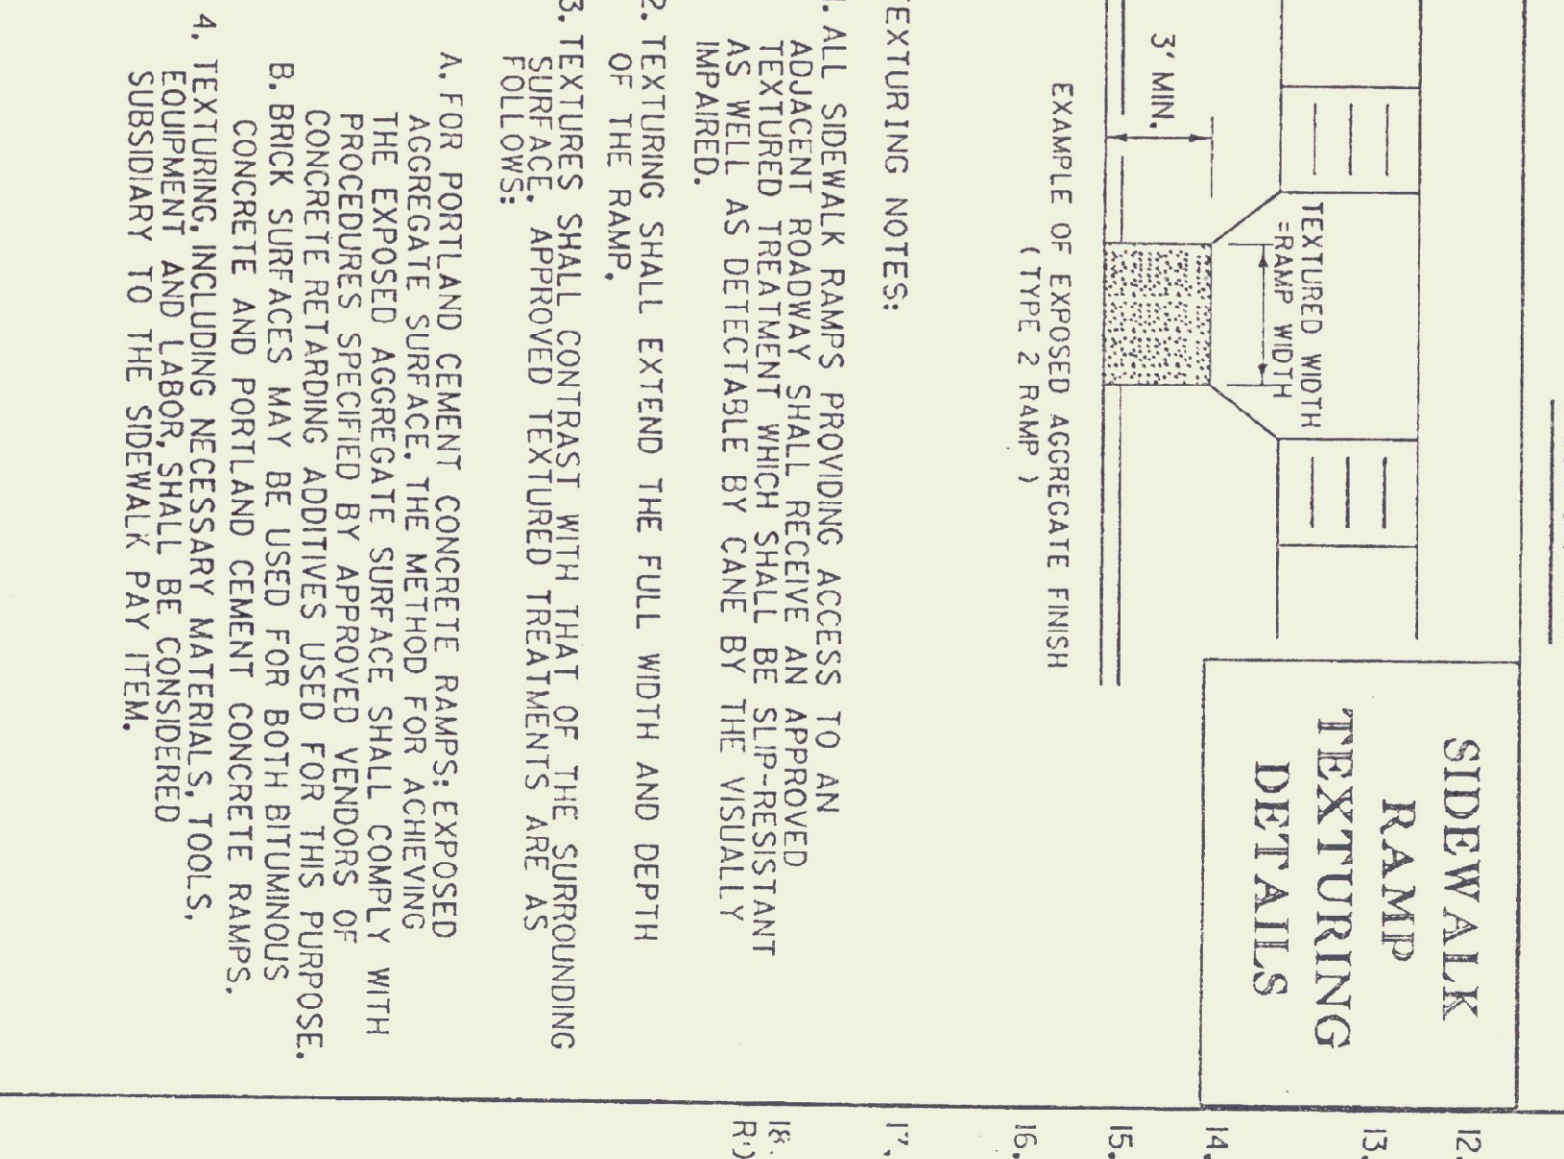 SIDEWALK
RAMP
TEXTURING
DETAILS
TEXTURED WIDTH
=RAMP WIDTH
3' MIN.
EXAMPLE OF EXPOSED AGGREGATE FINISH
( TYPE 2 RAMP )
TEXTURING NOTES:
1. ALL SIDEWALK RAMPS PROVIDING ACCESS TO AN
ADJACENT ROADWAY SHALL RECEIVE AN APPROVED
TEXTURED TREATMENT WHICH SHALL BE SLIP-RESISTANT
AS WELL AS DETECTABLE BY CANE BY THE VISUALLY
IMPAIRED.
2. TEXTURING SHALL EXTEND THE FULL WIDTH AND DEPTH
OF THE RAMP.
3. TEXTURES SHALL CONTRAST WITH THAT OF THE SURROUNDING
SURFACE. APPROVED TEXTURED TREATMENTS ARE AS
FOLLOWS:
A. FOR PORTLAND CEMENT CONCRETE RAMPS: EXPOSED
AGGREGATE SURFACE. THE METHOD FOR ACHIEVING
THE EXPOSED AGGREGATE SURFACE SHALL COMPLY WITH
PROCEDURES SPECIFIED BY APPROVED VENDORS OF
CONCRETE RETARDING ADDITIVES USED FOR THIS PURPOSE.
B. BRICK SURFACES MAY BE USED FOR BOTH BITUMINOUS
CONCRETE AND PORTLAND CEMENT CONCRETE RAMPS.
4. TEXTURING, INCLUDING NECESSARY MATERIALS, TOOLS,
EQUIPMENT AND LABOR, SHALL BE CONSIDERED
SUBSIDIARY TO THE SIDEWALK PAY ITEM.
12.
13.
14.
15.
16.
17.
18.